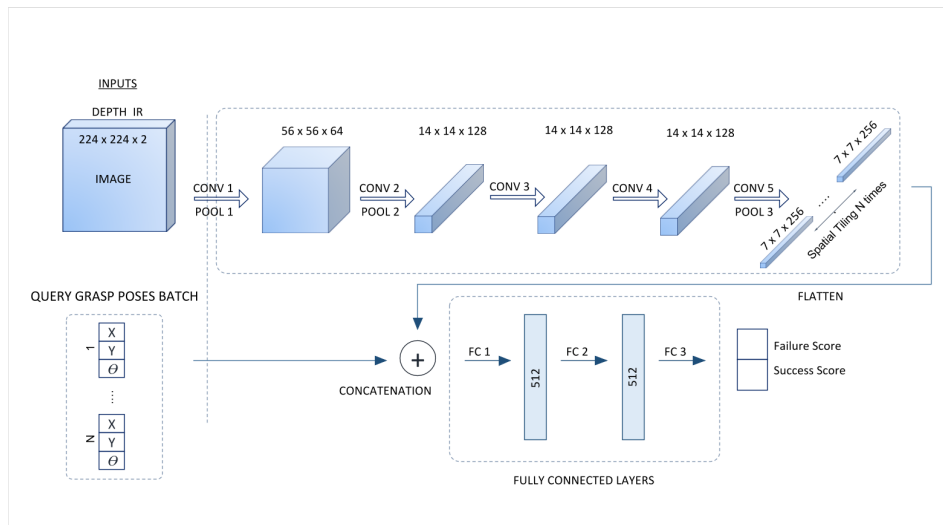 INPUTS
DEPTH IR
224 x 224 x 2
IMAGE
CONV 1
POOL 1
56 x 56 x 64
CONV 2
POOL 2
14 x 14 x 128
CONV 3
14 x 14 x 128
CONV 4
14 x 14 x 128
CONV 5
POOL 3
7 x 7 x 256
....
7 x 7 x 256
Spatial Tiling N times
FLATTEN
QUERY GRASP POSES BATCH
1
X
Y
Θ
....
N
X
Y
Θ
+
CONCATENATION
FC 1
512
FC 2
512
FC 3
Failure Score
Success Score
FULLY CONNECTED LAYERS